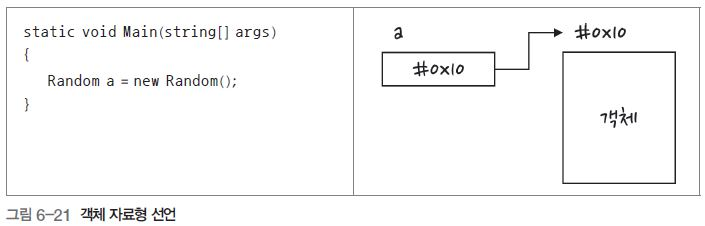 static void Main(string[] args)
{
Random a = new Random();
}
a
#0x10
#0x10
객체
그림 6-21 객체 자료형 선언